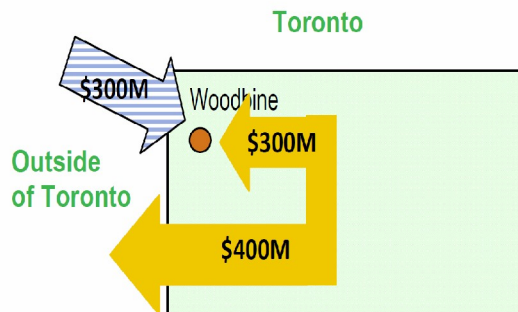 Toronto
$300M
Woodbine
$300M
Outside
of Toronto
$400M